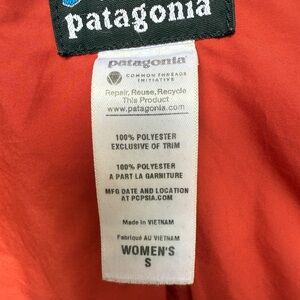 patagonia
patagonia
COMMON THREADS
INITIATIVE
Repair, Reuse, Recycle
This Product
www.patagonia.com
100% POLYESTER
EXCLUSIVE OF TRIM
100% POLYESTER
A PART LA GARNITURE
MFG DATE AND LOCATION
AT PCPSIA.COM
Made in VIETNAM
Fabriqué AU VIETNAM
WOMEN'S
S